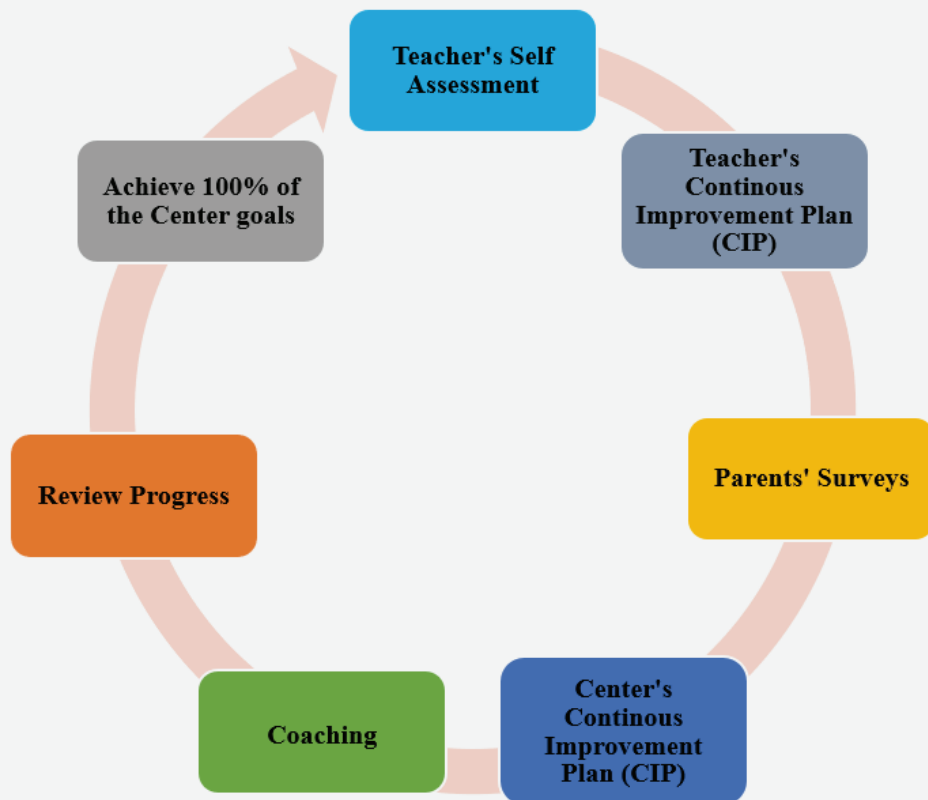 Teacher's Self
Assessment
Teacher's
Continous
Improvement Plan
(CIP)
Parents' Surveys
Center's
Continous
Improvement
Plan (CIP)
Coaching
Review Progress
Achieve 100% of
the Center goals